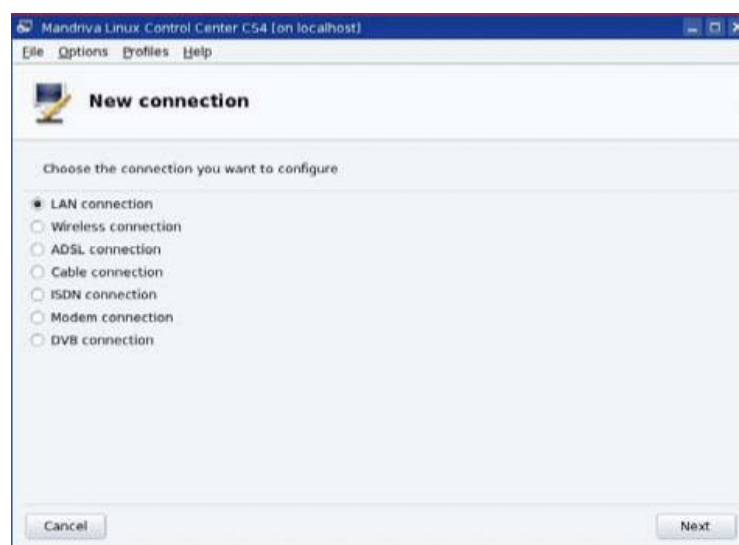 Mandriva Linux Control Center CS4 [on localhost]
File Options Profiles Help
New connection
Choose the connection you want to configure
LAN connection
Wireless connection
ADSL connection
Cable connection
ISDN connection
Modem connection
DVB connection
Cancel Next